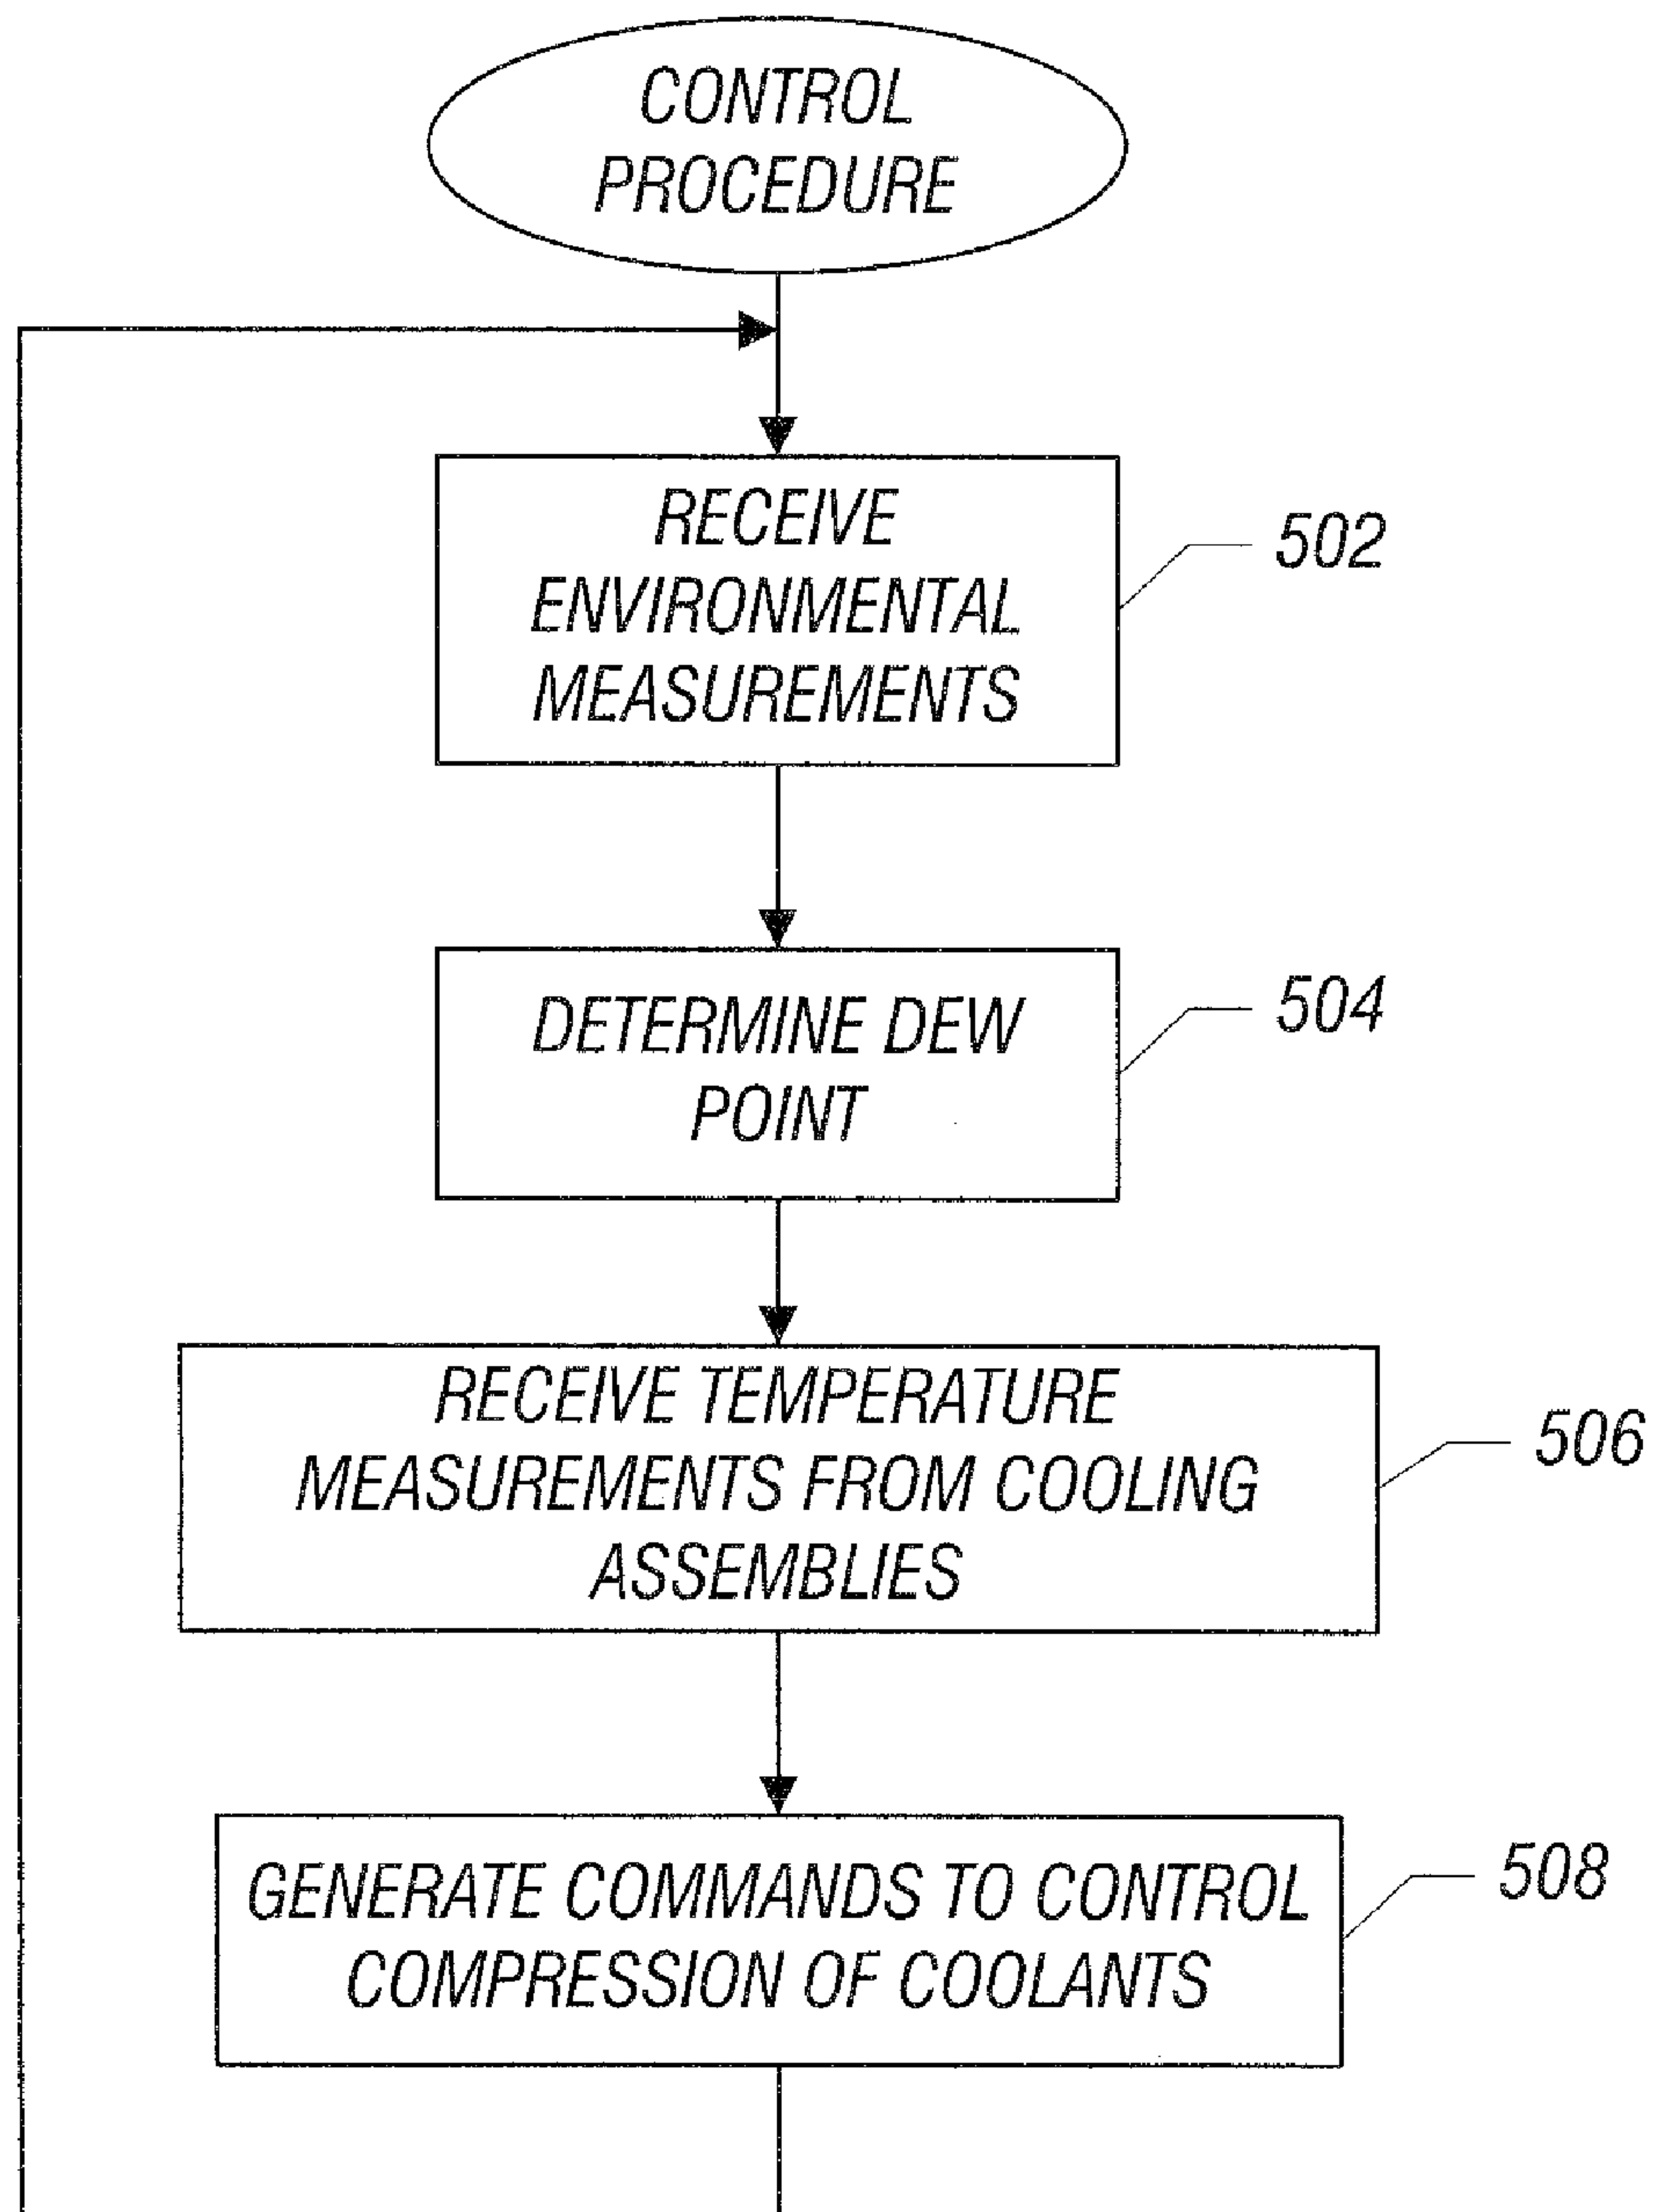 CONTROL
PROCEDURE
RECEIVE
ENVIRONMENTAL
MEASUREMENTS
502
DETERMINE DEW
POINT
504
RECEIVE TEMPERATURE
MEASUREMENTS FROM COOLING
ASSEMBLIES
506
GENERATE COMMANDS TO CONTROL
COMPRESSION OF COOLANTS
508